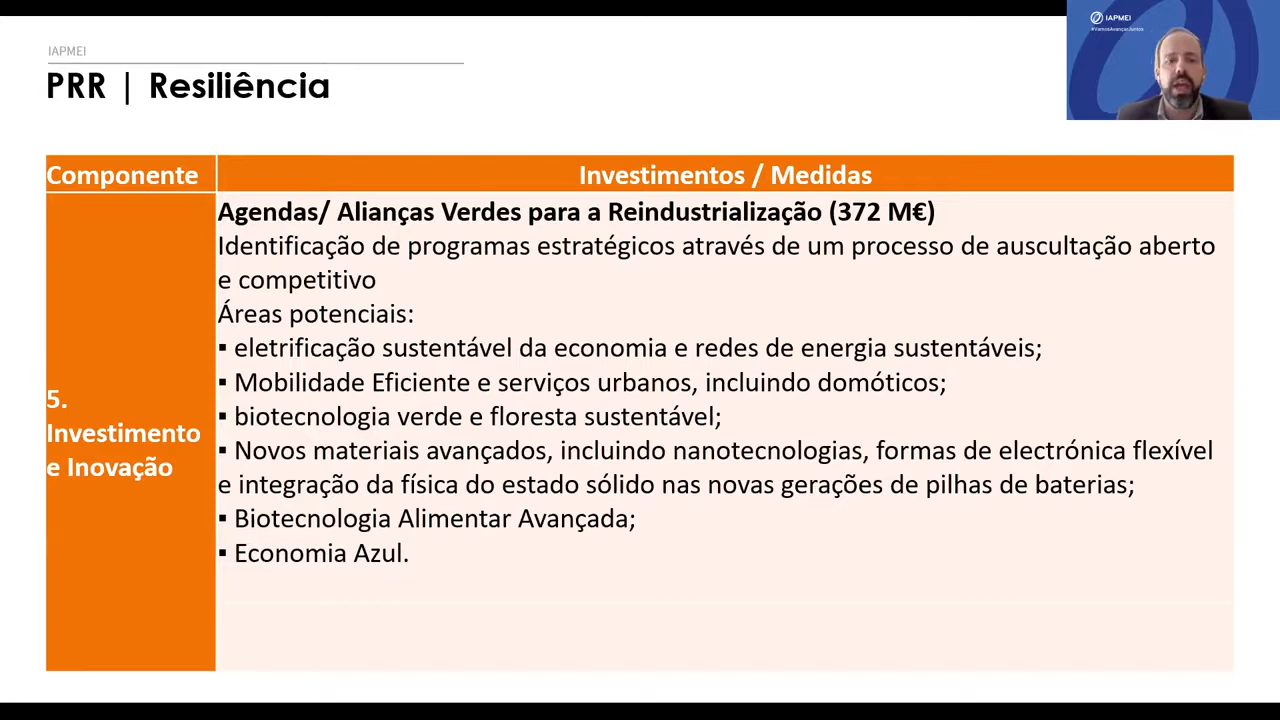 IAPMEI
PRR | Resiliência
IAPMEI
#VamosAvançarJuntos
Componente
Investimentos / Medidas
5.
Investimento
e Inovação
Agendas/ Alianças Verdes para a Reindustrialização (372 M€)
Identificação de programas estratégicos através de um processo de auscultação aberto
e competitivo
Áreas potenciais:
▪ eletrificação sustentável da economia e redes de energia sustentáveis;
▪ Mobilidade Eficiente e serviços urbanos, incluindo domóticos;
▪ biotecnologia verde e floresta sustentável;
▪ Novos materiais avançados, incluindo nanotecnologias, formas de electrónica flexível
e integração da física do estado sólido nas novas gerações de pilhas de baterias;
▪ Biotecnologia Alimentar Avançada;
▪ Economia Azul.